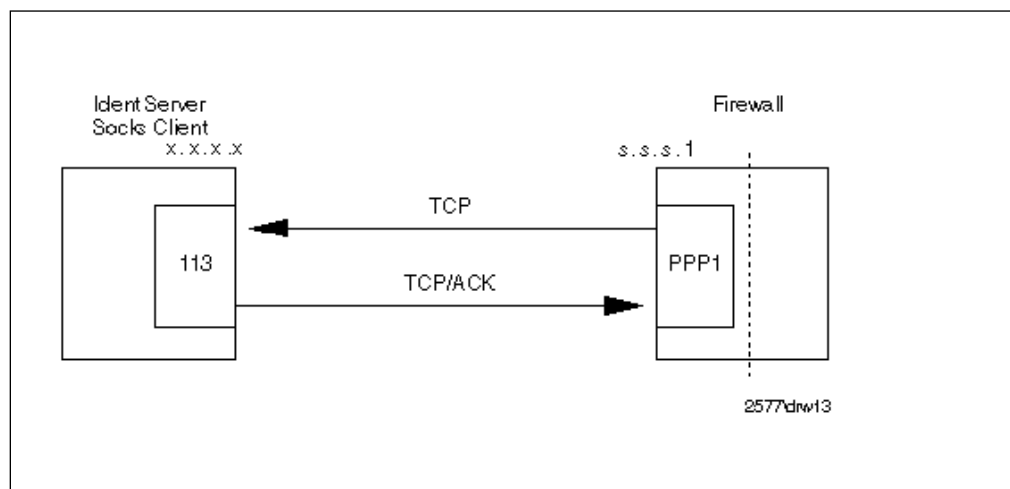 Ident Server
Socks Client
x.x.x.x
Firewall
s.s.s.1
TCP
113
PPP1
TCP/ACK
2577\drw13